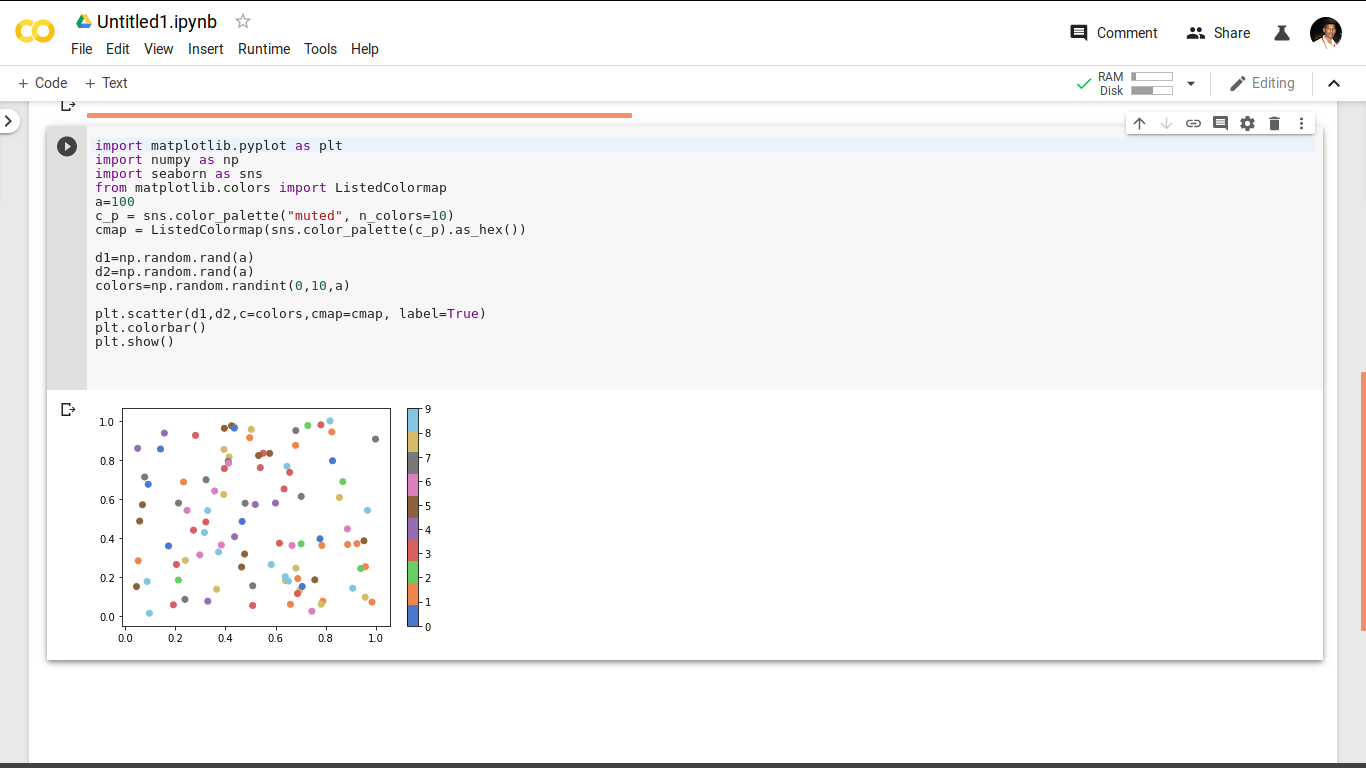 Untitled1.ipynb
File Edit View Insert Runtime Tools Help
Comment
Share
+ Code + Text
RAM
Disk
Editing
import matplotlib.pyplot as plt
import numpy as np
import seaborn as sns
from matplotlib.colors import ListedColormap
a=100
c_p = sns.color_palette("muted", n_colors=10)
cmap = ListedColormap(sns.color_palette(c_p).as_hex())
d1=np.random.rand(a)
d2=np.random.rand(a)
colors=np.random.randint(0,10,a)
plt.scatter(d1,d2,c=colors,cmap=cmap, label=True)
plt.colorbar()
plt.show()
1.0
0.8
0.6
0.4
0.2
0.0
0.0 0.2 0.4 0.6 0.8 1.0
9
8
7
6
5
4
3
2
1
0